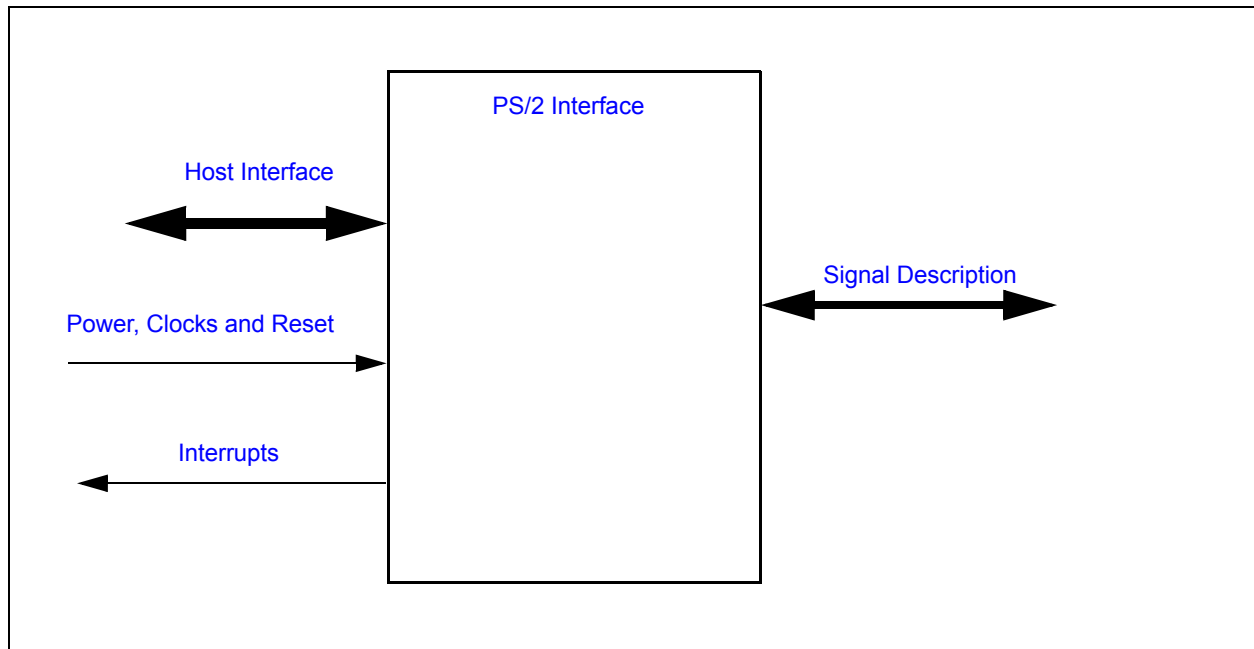 PS/2 Interface
Host Interface
Signal Description
Power, Clocks and Reset
Interrupts